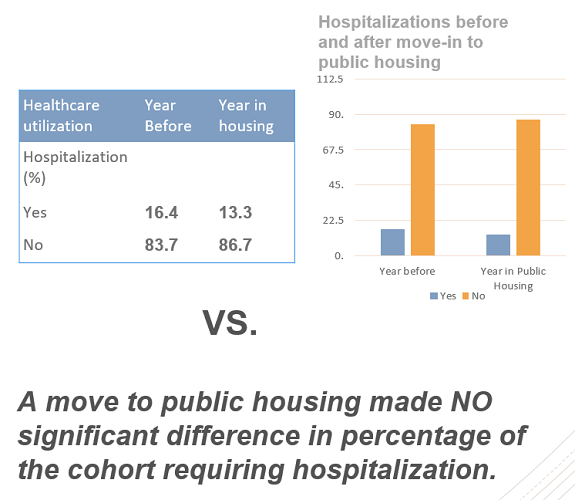 Hospitalizations before
and after move-in to
public housing
Healthcare utilization Year Before Year in housing
Hospitalization (%)
Yes 16.4 13.3
No 83.7 86.7
112.5
90.
67.5
45.
22.5
0.
Year before
Year in Public
Housing
Yes No
VS.
A move to public housing made NO
significant difference in percentage of
the cohort requiring hospitalization.